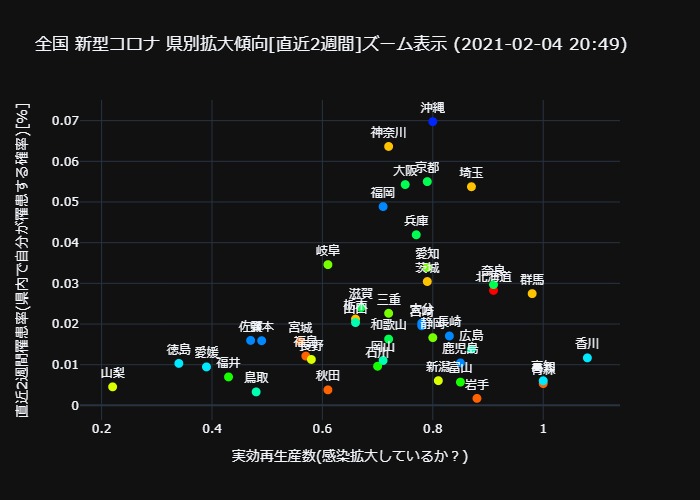 全国 新型コロナ 県別拡大傾向[直近2週間]ズーム表示 (2021-02-04 20:49)
直近2週間罹患率(県内で自分が罹患する確率)[%]
沖縄
0.07
神奈川
0.06
大阪
京都
埼玉
福岡
0.05
兵庫
0.04
岐阜
愛知
茨城
奈良
北海道
群馬
0.03
滋賀
栃木
三重
0.02
和歌山
静岡
長崎
広島
宮城
長野
岡山
石川
鹿児島
香川
徳島
愛媛
福井
0.01
山梨
鳥取
秋田
新潟
富山
岩手
高知
青森
0
0.2
0.4
0.6
0.8
1
実効再生産数(感染拡大しているか？)